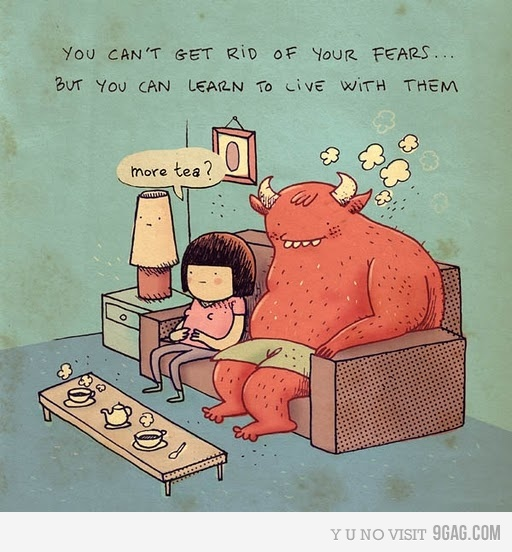 YOU CAN'T GET RID OF YOUR FEARS...
BUT YOU CAN LEARN TO LIVE WITH THEM
more tea?
Y U NO VISIT 9GAG.COM